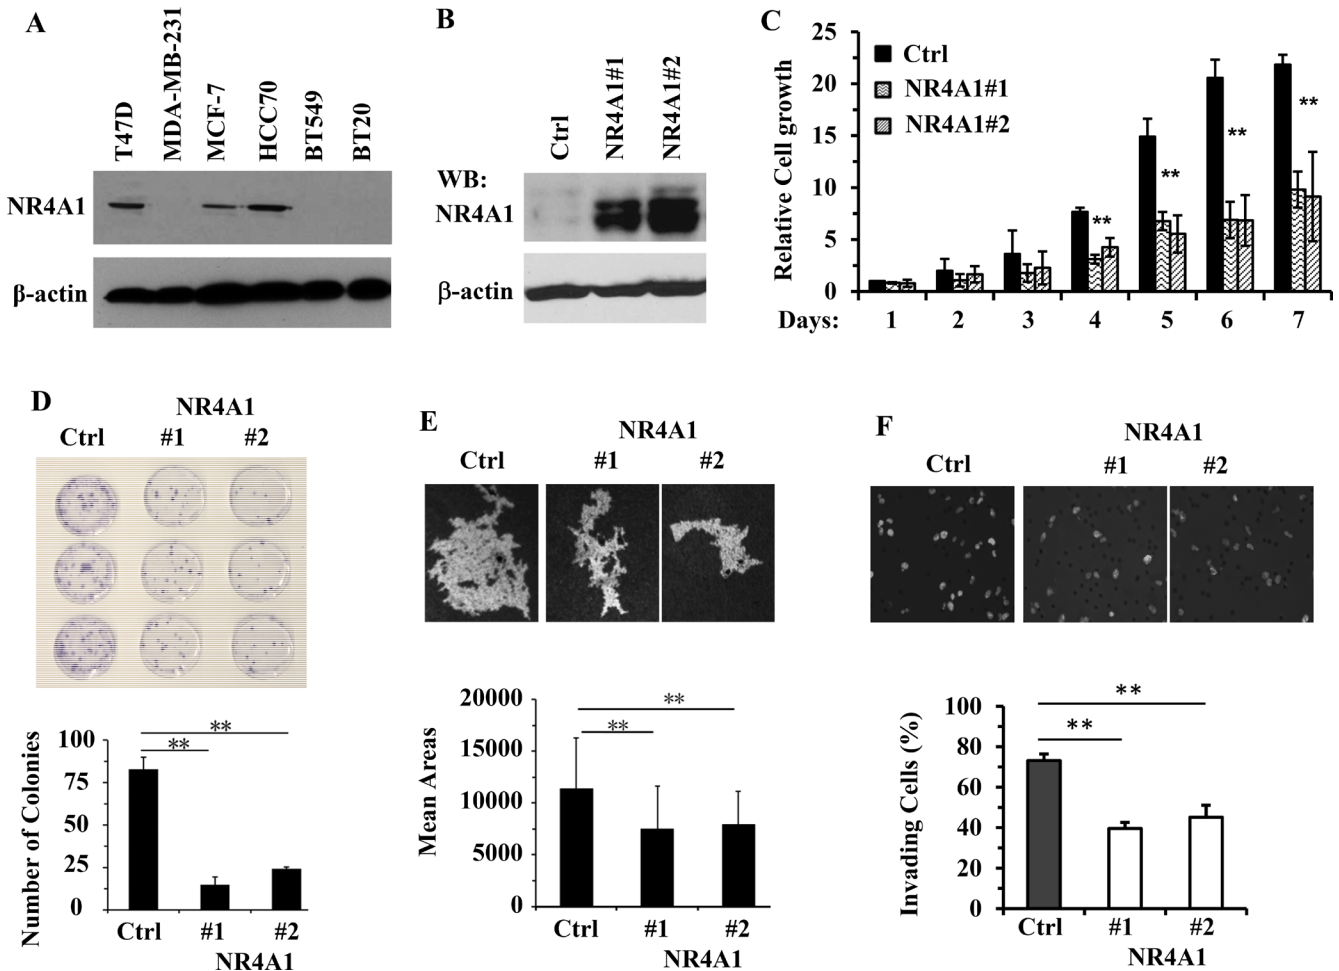 A
T47D
MDA-MB-231
MCF-7
HCC70
BT549
BT20
NR4A1
β-actin
B
Ctrl
NR4A1#1
NR4A1#2
WB:
NR4A1
β-actin
C
Relative Cell growth
25
20
15
10
5
0
Ctrl
NR4A1#1
NR4A1#2
** ** ** **
Days: 1 2 3 4 5 6 7
D
NR4A1
Ctrl #1 #2
Number of Colonies
100
75
50
25
0
**
**
Ctrl #1 #2
NR4A1
E
NR4A1
Ctrl #1 #2
Mean Areas
20000
15000
10000
5000
0
**
**
Ctrl #1 #2
NR4A1
F
NR4A1
Ctrl #1 #2
Invading Cells (%)
100
80
60
40
20
0
**
**
Ctrl #1 #2
NR4A1